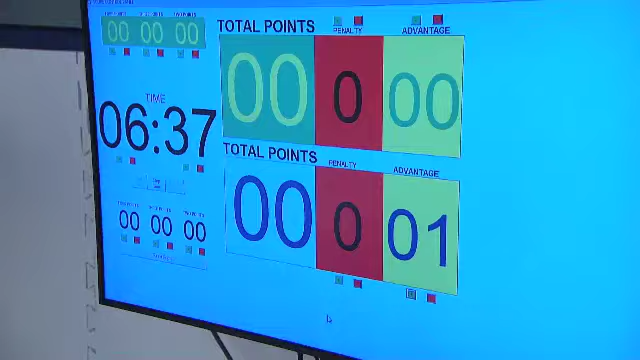 TOTAL POINTS PENALTY ADVANTAGE
00 00 00
00 0 00
TIME
06:37
TOTAL POINTS PENALTY ADVANTAGE
00 0 01
00 00 00